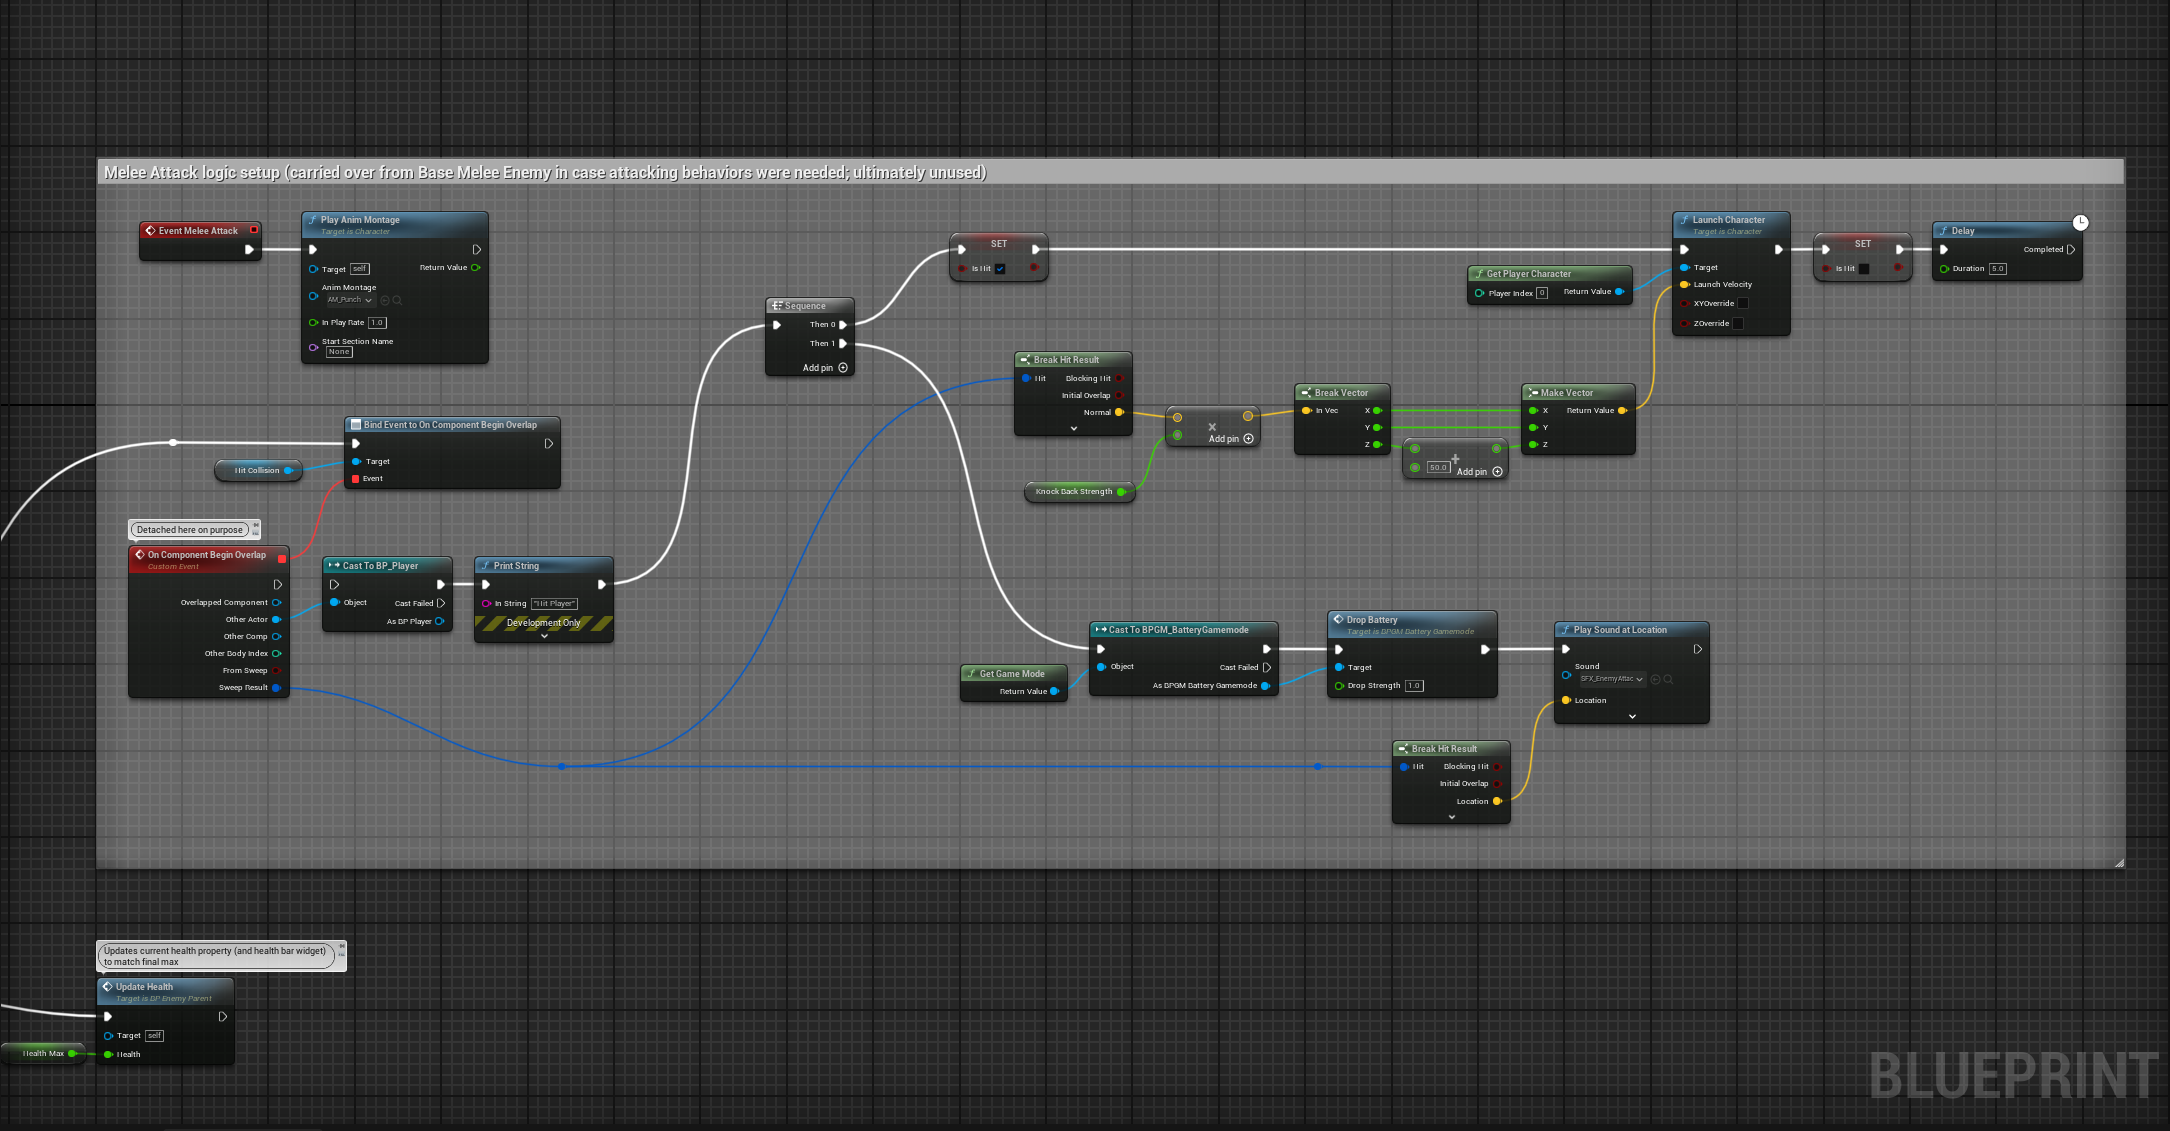 Melee Attack logic setup (carried over from Base Melee Enemy in case attacking behaviors were needed; ultimately unused)
Event Melee Attack
Play Anim Montage
Target is Character
Target self
Return Value
Anim Montage
AM_Punch
In Play Rate 1.0
Start Section Name
None
Bind Event to On Component Begin Overlap
Hit Collision
Target
Event
Detached here on purpose
On Component Begin Overlap
Custom Event
Overlapped Component
Other Actor
Other Comp
Other Body Index
From Sweep
Sweep Result
Cast To BP_Player
Object
Cast Failed
As BP Player
Print String
In String "Hit Player"
Development Only
Sequence
Then 0
Then 1
Add pin
SET
Is Hit
Break Hit Result
Hit
Blocking Hit
Initial Overlap
Normal
Knock Back Strength
Add pin
Break Vector
In Vec
X
Y
Z
50.0
Add pin
Make Vector
X
Y
Z
Return Value
Get Player Character
Player Index 0
Return Value
Launch Character
Target is Character
Target
Launch Velocity
XYOverride
ZOverride
SET
Is Hit
Delay
Completed
Duration 5.0
Get Game Mode
Return Value
Cast To BPGM_BatteryGamemode
Object
Cast Failed
As BPGM Battery Gamemode
Drop Battery
Target is BPGM Battery Gamemode
Target
Drop Strength 1.0
Play Sound at Location
Sound
SFX_EnemyAttac
Location
Break Hit Result
Hit
Blocking Hit
Initial Overlap
Location
Updates current health property (and health bar widget)
to match final max
Update Health
Target is BP Enemy Parent
Target self
Health Max
Health
BLUEPRINT